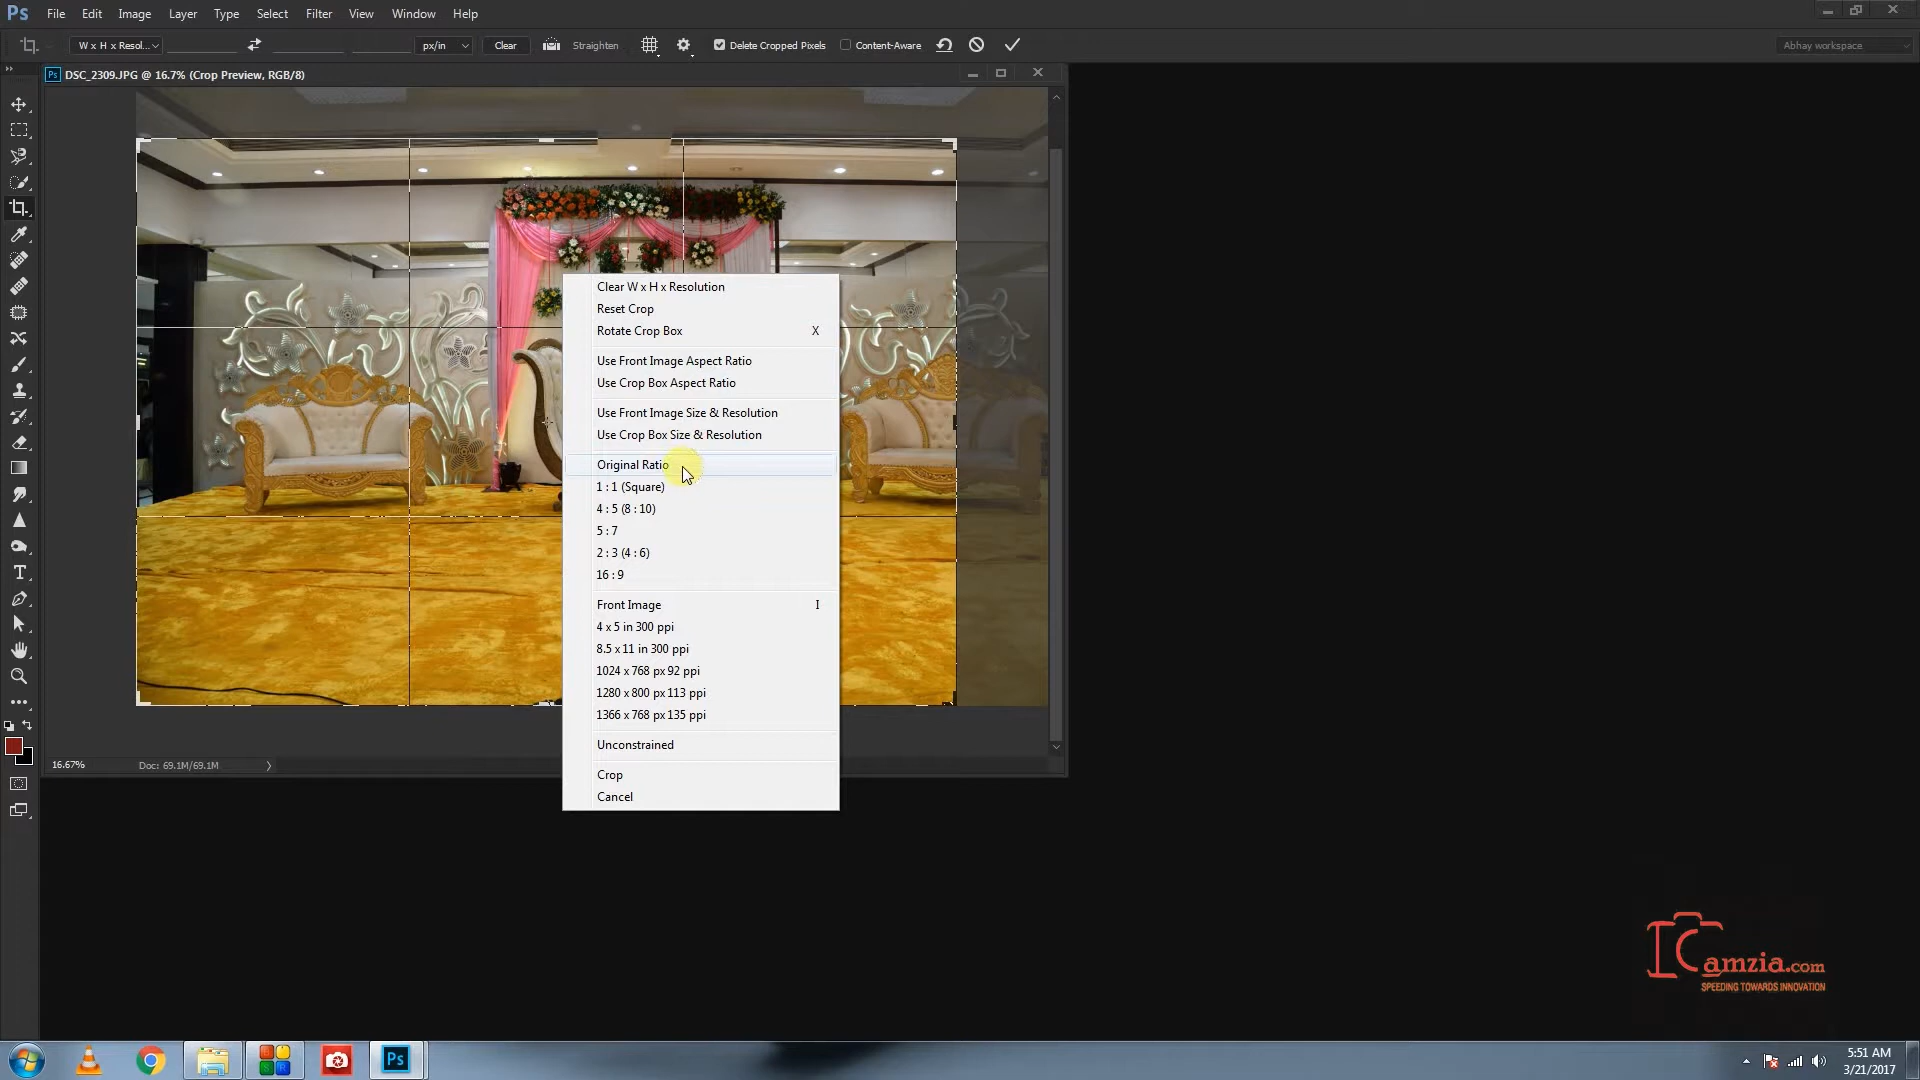 Ps File Edit Image Layer Type Select Filter View Window Help
W x H x Resol... px/in Clear Straighten Delete Cropped Pixels Content-Aware Abhay workspace
Ps DSC_2309.JPG @ 16.7% (Crop Preview, RGB/8)
Clear W x H x Resolution
Reset Crop
Rotate Crop Box X
Use Front Image Aspect Ratio
Use Crop Box Aspect Ratio
Use Front Image Size & Resolution
Use Crop Box Size & Resolution
Original Ratio
1 : 1 (Square)
4 : 5 (8 : 10)
5 : 7
2 : 3 (4 : 6)
16 : 9
Front Image I
4 x 5 in 300 ppi
8.5 x 11 in 300 ppi
1024 x 768 px 92 ppi
1280 x 800 px 113 ppi
1366 x 768 px 135 ppi
Unconstrained
Crop
Cancel
16.67% Doc: 69.1M/69.1M
ICamzia.com
SPEEDING TOWARDS INNOVATION
Ps
5:51 AM
3/21/2017